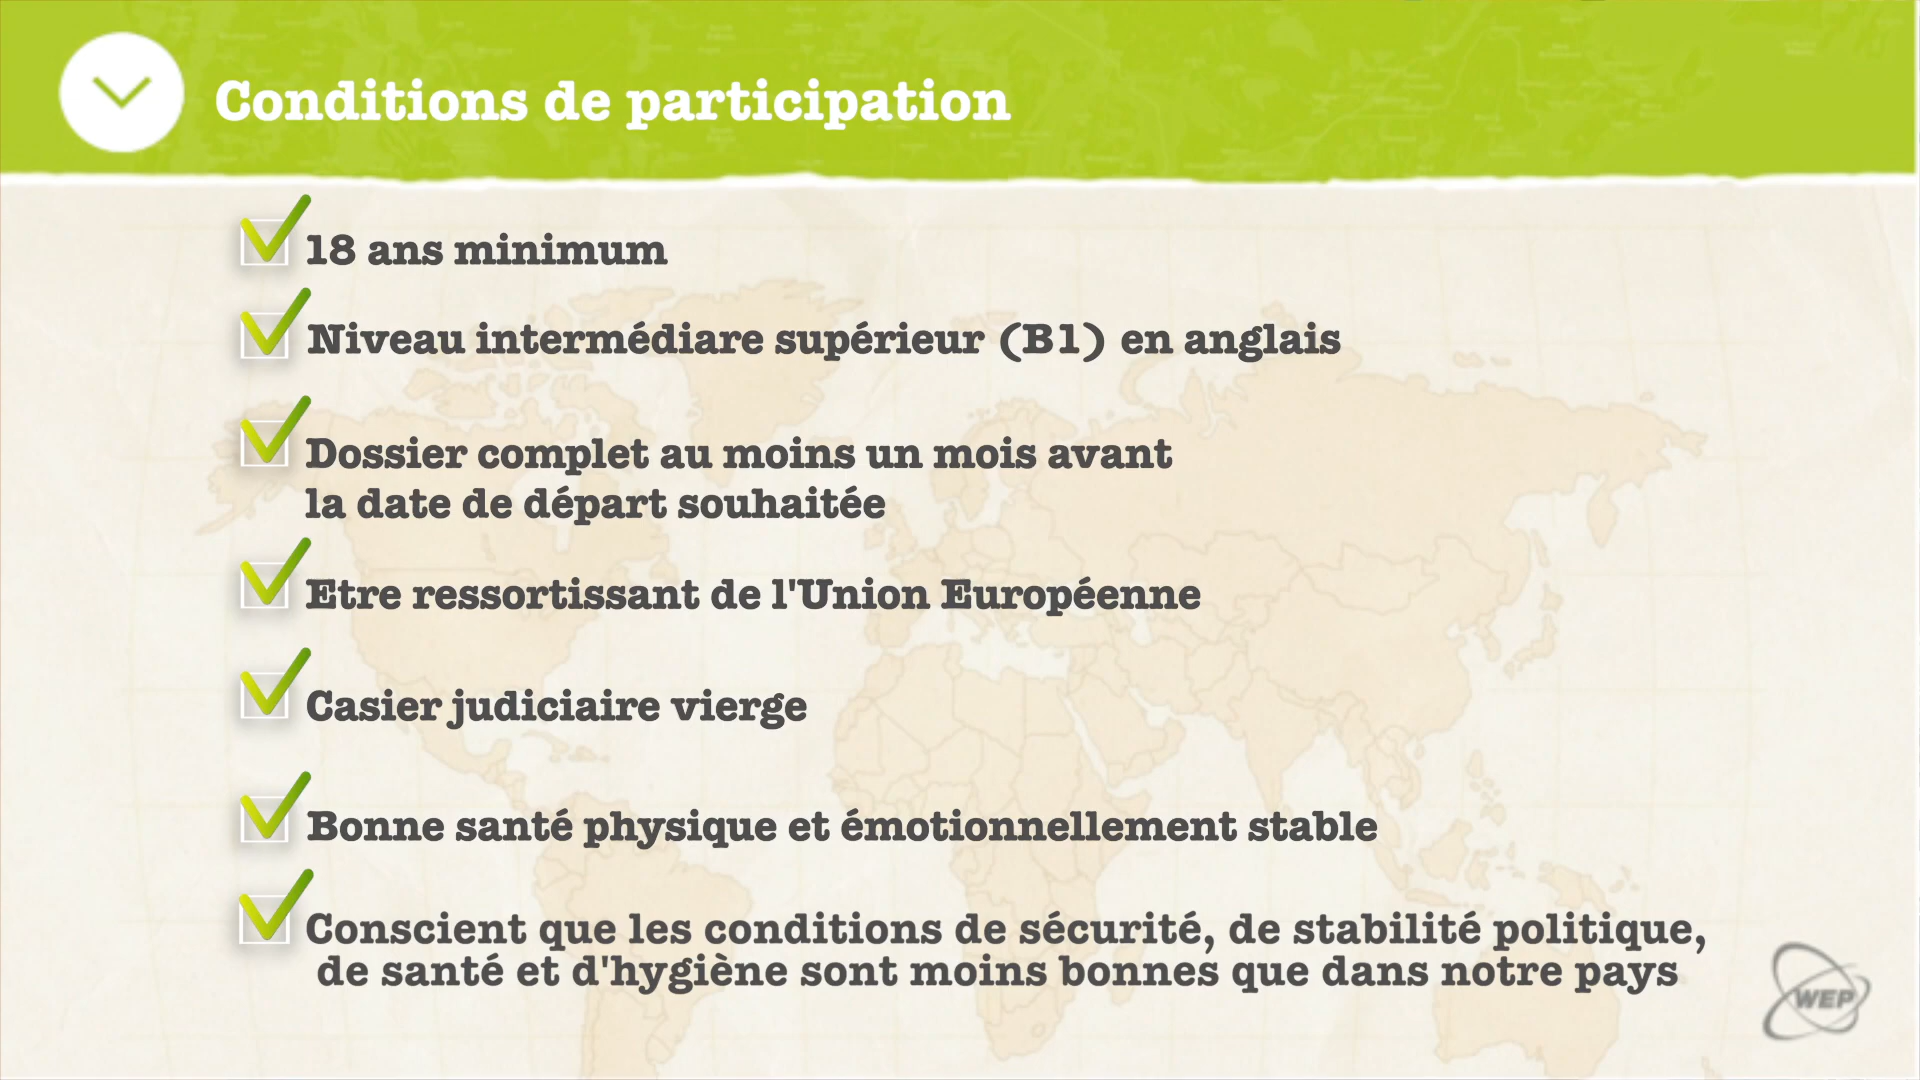 Conditions de participation
18 ans minimum
Niveau intermédiare supérieur (B1) en anglais
Dossier complet au moins un mois avant
la date de départ souhaitée
Etre ressortissant de l'Union Européenne
Casier judiciaire vierge
Bonne santé physique et émotionnellement stable
Conscient que les conditions de sécurité, de stabilité politique,
de santé et d'hygiène sont moins bonnes que dans notre pays
WEP